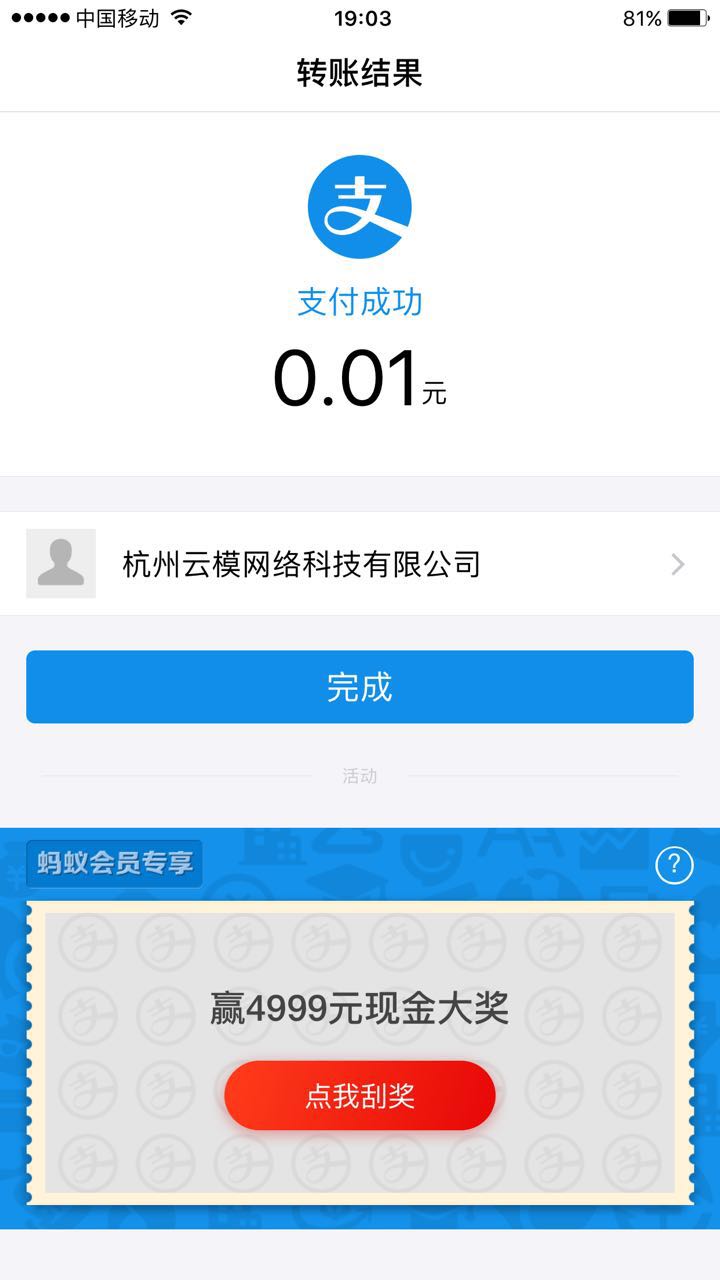 中国移动 19:03 81%
转账结果
支
支付成功
0.01元
杭州云模网络科技有限公司
完成
活动
蚂蚁会员专享 ?
赢4999元现金大奖
点我刮奖